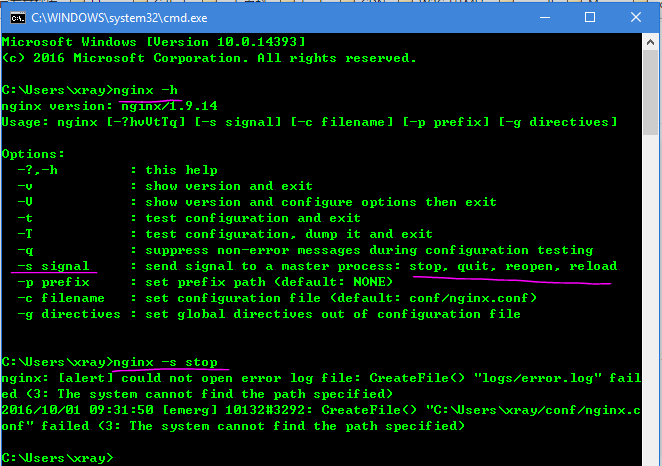 C:\WINDOWS\system32\cmd.exe
Microsoft Windows [Version 10.0.14393]
(c) 2016 Microsoft Corporation. All rights reserved.
C:\Users\xray>nginx -h
nginx version: nginx/1.9.14
Usage: nginx [-?hvVtTq] [-s signal] [-c filename] [-p prefix] [-g directives]
Options:
  -?,-h         : this help
  -v            : show version and exit
  -V            : show version and configure options then exit
  -t            : test configuration and exit
  -T            : test configuration, dump it and exit
  -q            : suppress non-error messages during configuration testing
  -s signal     : send signal to a master process: stop, quit, reopen, reload
  -p prefix     : set prefix path (default: NONE)
  -c filename   : set configuration file (default: conf/nginx.conf)
  -g directives : set global directives out of configuration file
C:\Users\xray>nginx -s stop
nginx: [alert] could not open error log file: CreateFile() "logs/error.log" fail
ed (3: The system cannot find the path specified)
2016/10/01 09:31:50 [emerg] 10132#3292: CreateFile() "C:\Users\xray/conf/nginx.c
onf" failed (3: The system cannot find the path specified)
C:\Users\xray>